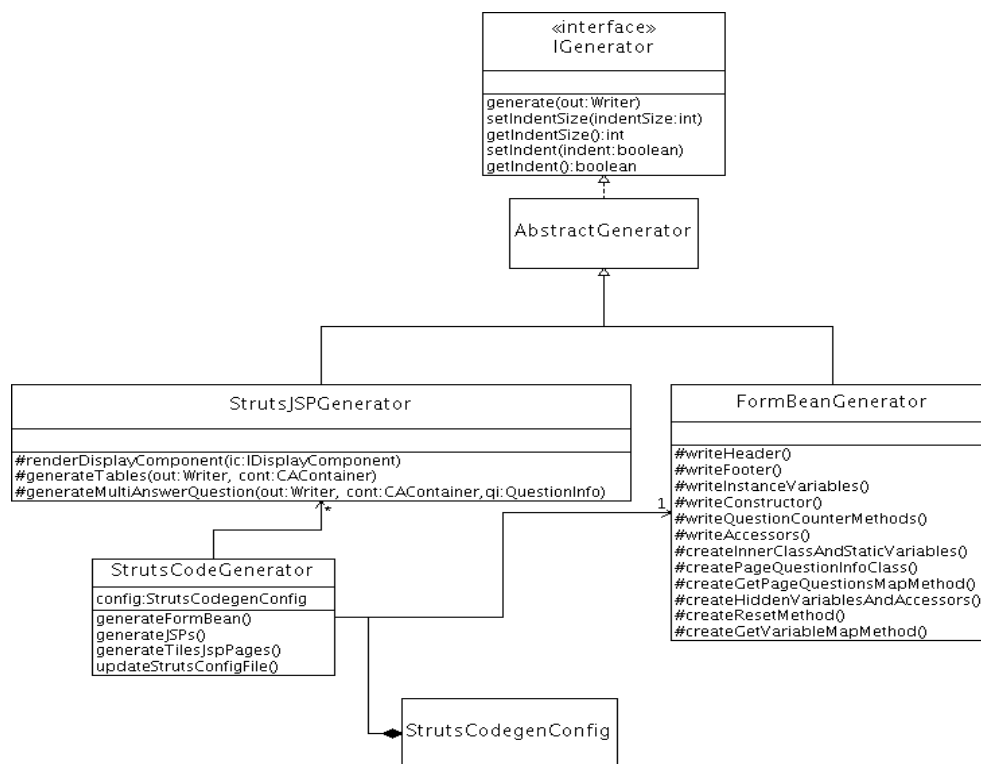 «interface»
IGenerator
generate(out:Writer)
setIndentSize(indentSize:int)
getIndentSize():int
setIndent(indent:boolean)
getIndent():boolean
AbstractGenerator
StrutsJSPGenerator
#renderDisplayComponent(ic:IDisplayComponent)
#generateTables(out:Writer, cont:CAContainer)
#generateMultiAnswerQuestion(out:Writer, cont:CAContainer,qi:QuestionInfo)
*
FormBeanGenerator
#writeHeader()
#writeFooter()
#writeInstanceVariables()
#writeConstructor()
#writeQuestionCounterMethods()
#writeAccessors()
#createInnerClassAndStaticVariables()
#createPageQuestionInfoClass()
#createGetPageQuestionsMapMethod()
#createHiddenVariablesAndAccessors()
#createResetMethod()
#createGetVariableMapMethod()
1
StrutsCodeGenerator
config:StrutsCodegenConfig
generateFormBean()
generateJSPs()
generateTilesJspPages()
updateStrutsConfigFile()
StrutsCodegenConfig